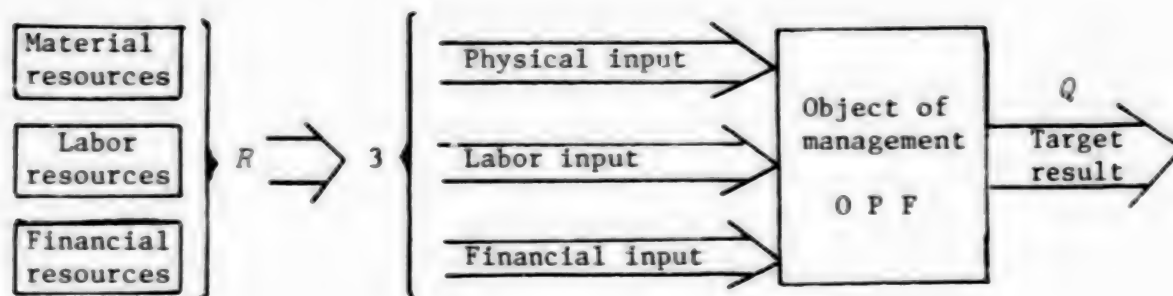 Material
resources
Labor
resources
Financial
resources
R
3
Physical input
Labor input
Financial input
Object of
management
O P F
Q
Target
result